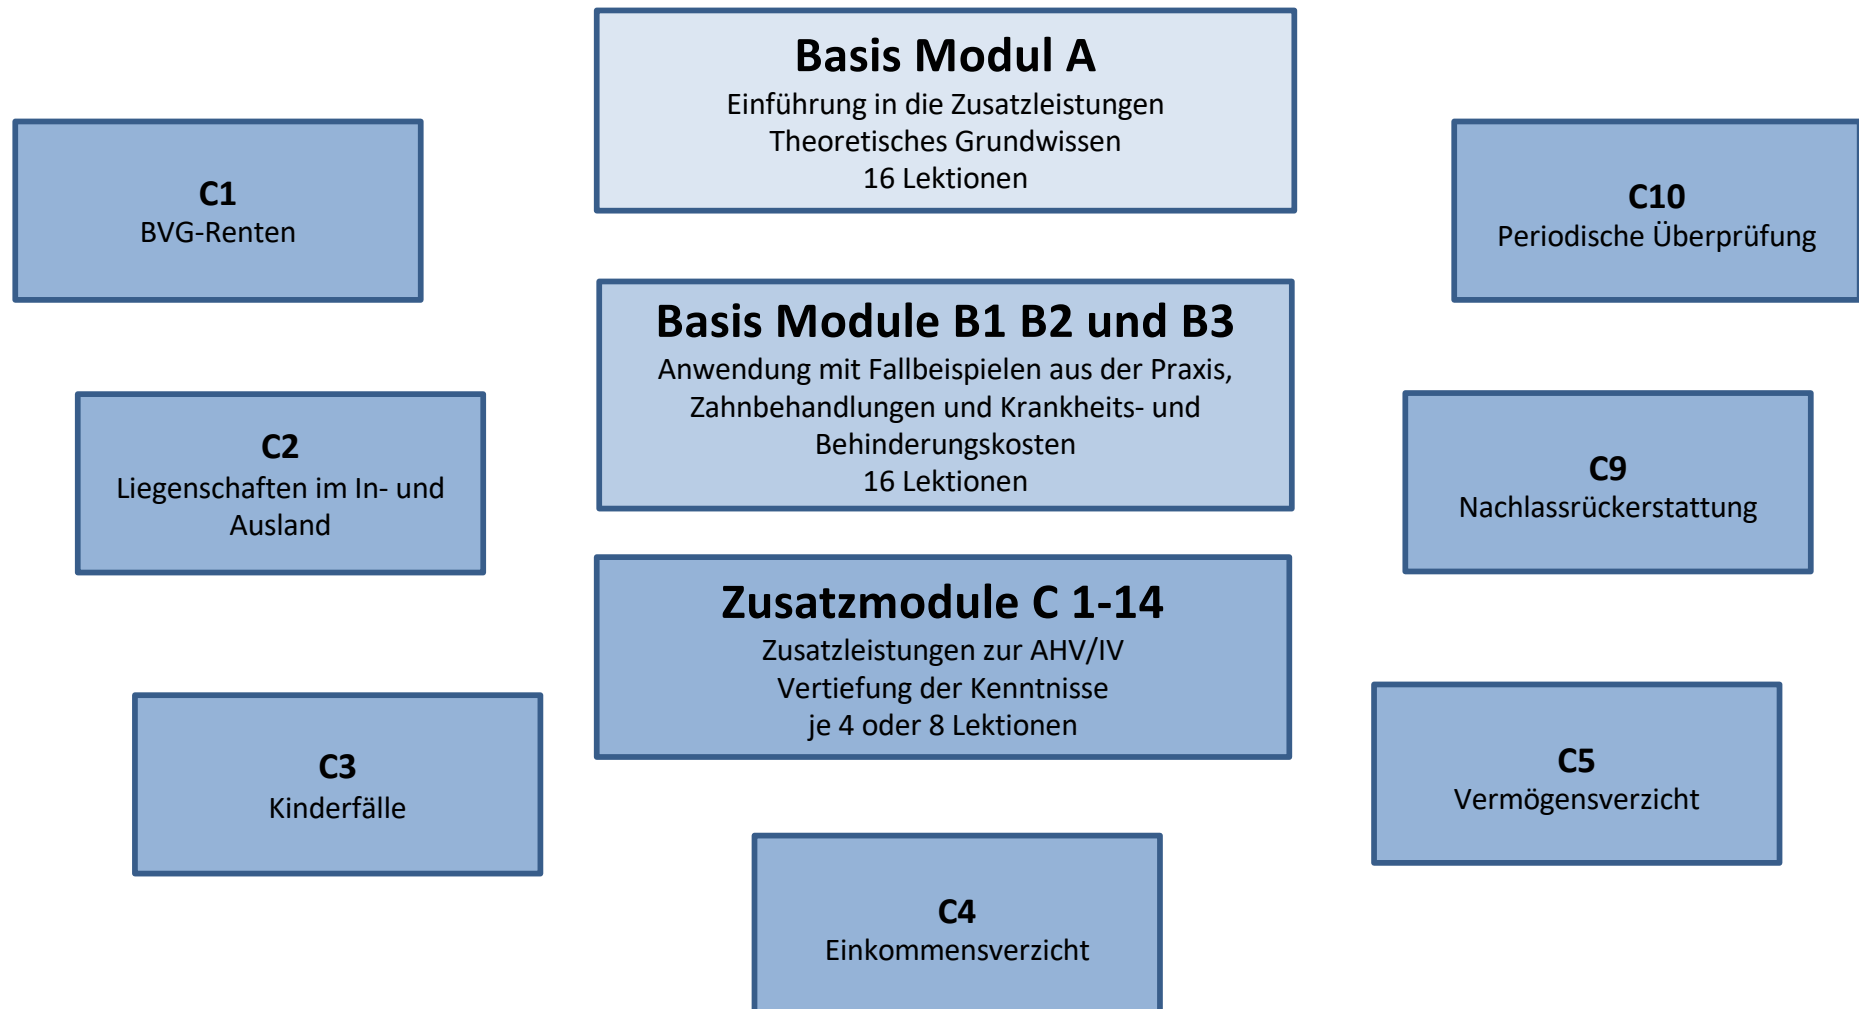 Basis Modul A
Einführung in die Zusatzleistungen
Theoretisches Grundwissen
16 Lektionen
C1
BVG-Renten
C10
Periodische Überprüfung
Basis Module B1 B2 und B3
Anwendung mit Fallbeispielen aus der Praxis,
Zahnbehandlungen und Krankheits- und
Behinderungskosten
16 Lektionen
C2
Liegenschaften im In- und
Ausland
C9
Nachlassrückerstattung
Zusatzmodule C 1-14
Zusatzleistungen zur AHV/IV
Vertiefung der Kenntnisse
je 4 oder 8 Lektionen
C3
Kinderfälle
C5
Vermögensverzicht
C4
Einkommensverzicht